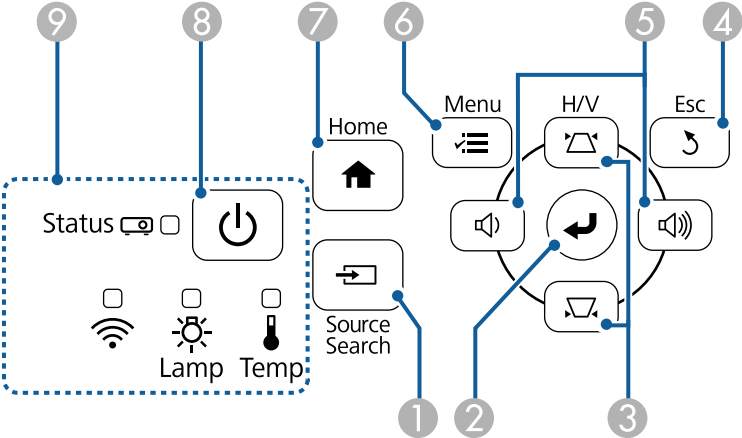 9 8 7 6 5 4
Menu H/V Esc
Home
Status
Source
Search
Lamp Temp
1 2 3